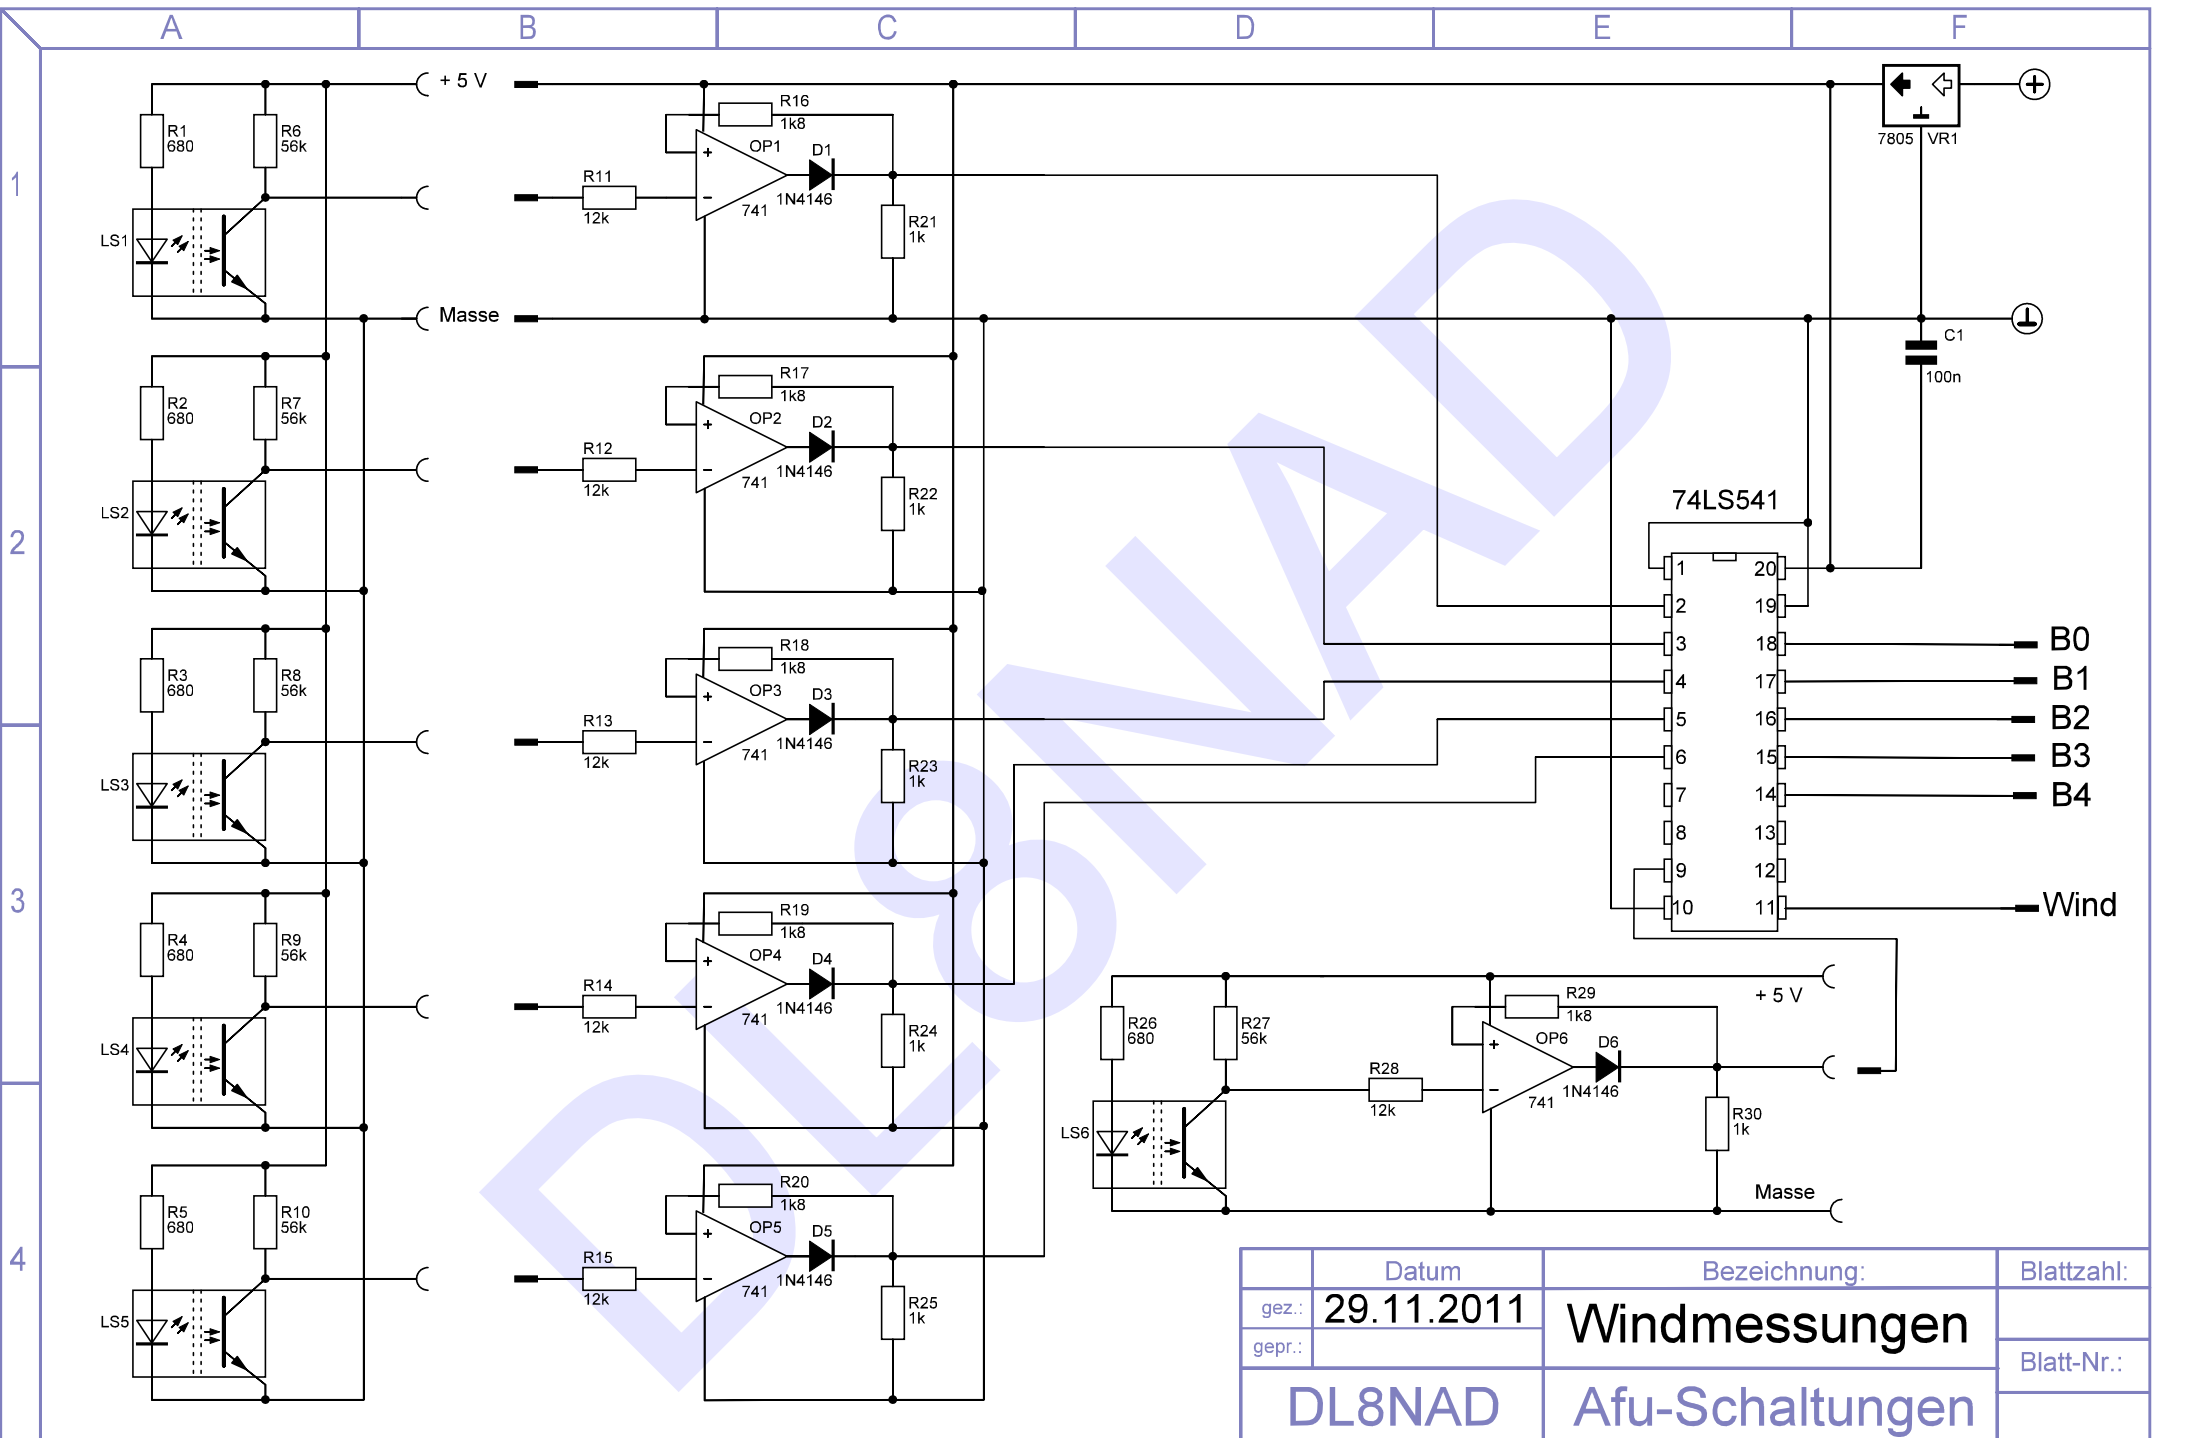 A B C D E F
1
2
3
4
+ 5 V
R1 680
R6 56k
LS1
Masse
R11 12k
R16 1k8
OP1
741
D1
1N4146
R21 1k
7805 VR1
C1
100n
R2 680
R7 56k
LS2
R12 12k
R17 1k8
OP2
741
D2
1N4146
R22 1k
R3 680
R8 56k
LS3
R13 12k
R18 1k8
OP3
741
D3
1N4146
R23 1k
R4 680
R9 56k
LS4
R14 12k
R19 1k8
OP4
741
D4
1N4146
R24 1k
R5 680
R10 56k
LS5
R15 12k
R20 1k8
OP5
741
D5
1N4146
R25 1k
74LS541
1 20
2 19
3 18 B0
4 17 B1
5 16 B2
6 15 B3
7 14 B4
8 13
9 12
10 11 Wind
+ 5 V
R26 680
R27 56k
LS6
R28 12k
R29 1k8
OP6
741
D6
1N4146
R30 1k
Masse
DL8NAD
Datum Bezeichnung: Blattzahl:
gez.: 29.11.2011 Windmessungen
gepr.: Blatt-Nr.:
DL8NAD Afu-Schaltungen